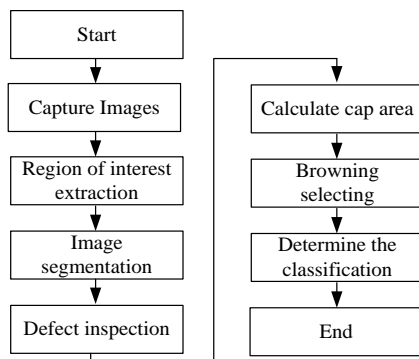 Start
Capture Images
Region of interest
extraction
Image
segmentation
Defect inspection
Calculate cap area
Browning
selecting
Determine the
classification
End